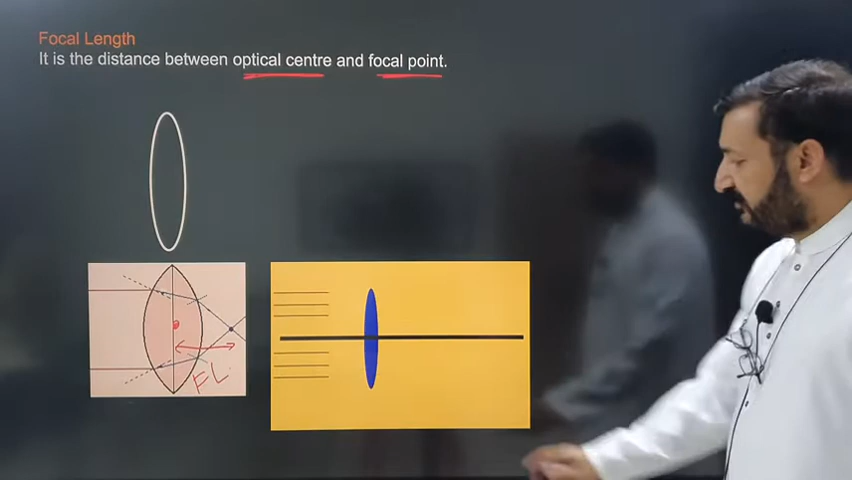 Focal Length
It is the distance between optical centre and focal point.
FL